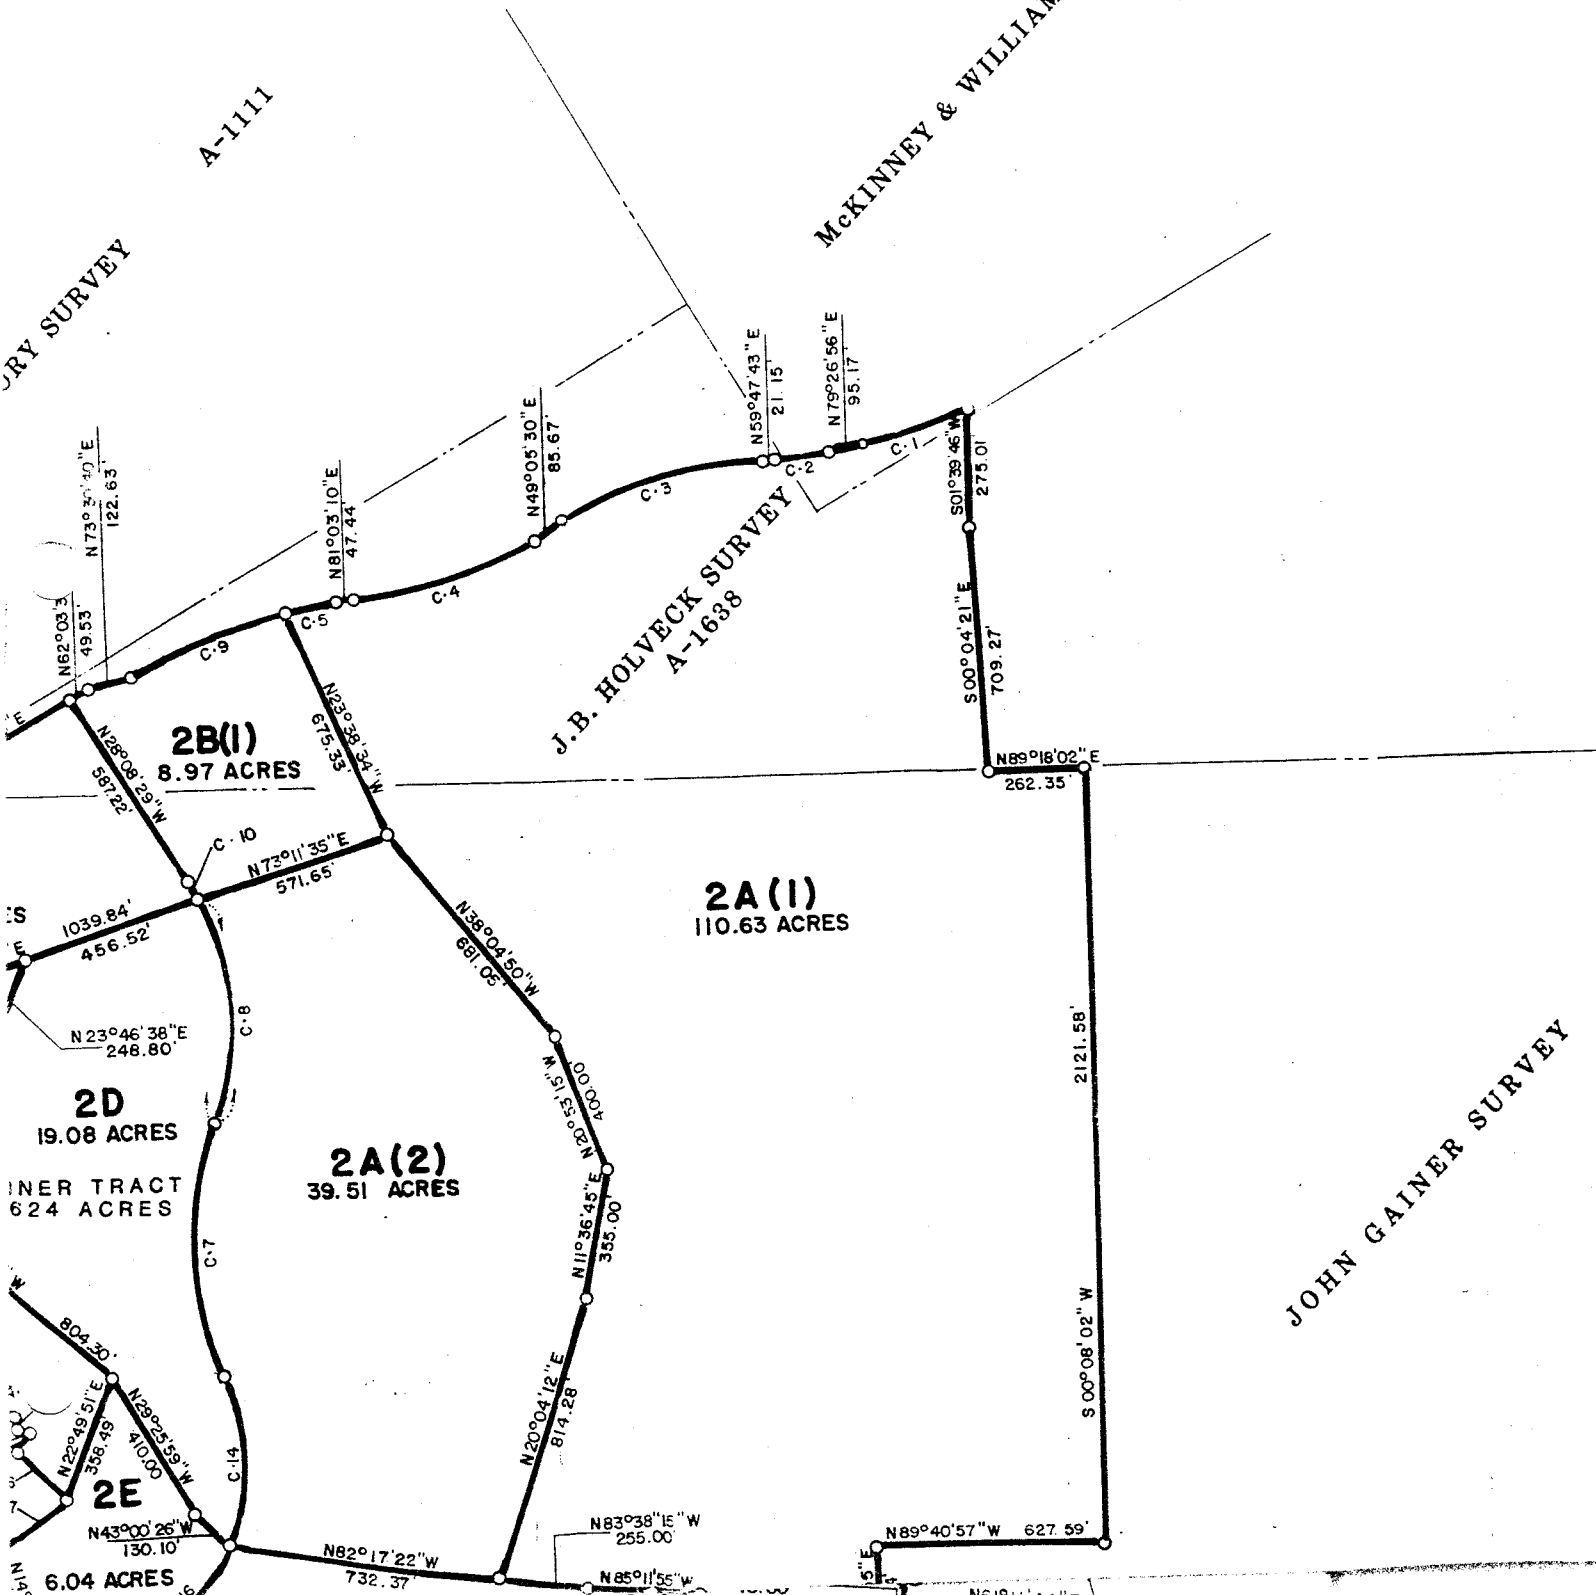 A-1111
McKINNEY & WILLIAM
SURVEY
N73°
"E
122.63'
N62°03'3
49.53'
N81°03'10"E
47.44'
N49°05'30"E
85.67'
N59°47'43"E
21.15'
N79°26'56"E
95.17'
C-1
C-2
C-3
C-4
C-5
C-9
S01°39'46"W
275.01
S00°04'21"E
709.27'
J.B. HOLVECK SURVEY
A-1638
'E
N28°08'29"W
587.22'
2B(1)
8.97 ACRES
N23°38'34"W
675.33'
N89°18'02"E
262.35'
C-10
N73°11'35"E
571.65'
2A(1)
110.63 ACRES
ES
E
1039.84'
456.52'
N38°04'50"W
681.05'
C-8
N23°46'38"E
248.80'
N20°53'15"W
400.00'
2121.58'
S00°08'02"W
JOHN GAINER SURVEY
2D
19.08 ACRES
INER TRACT
624 ACRES
2A(2)
39.51 ACRES
N11°36'45"E
355.00'
C-7
W
804.30'
N22°49'51"E
358.49'
N29°25'59"W
410.00
C-14
N20°04'12"E
814.28'
2E
7
N43°00'26"W
130.10'
6.04 ACRES
N82°17'22"W
732.37'
N83°38'15"W
255.00'
N85°11'55"W
N89°40'57"W 627.59'
5"E